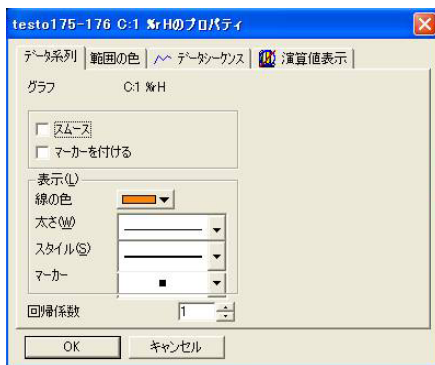 testo175-176 C:1 %rHのプロパティ
データ系列 範囲の色 データシーケンス 演算値表示
グラフ C:1 %rH
スムース
マーカーを付ける
表示(L)
線の色
太さ(W)
スタイル(S)
マーカー
回帰係数 1
OK キャンセル